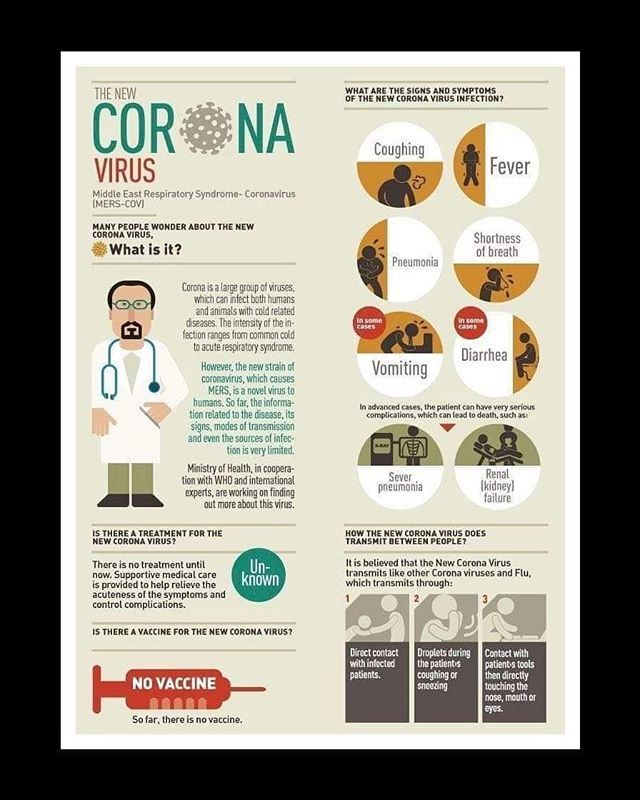 THE NEW
CORONA
VIRUS
Middle East Respiratory Syndrome- Coronavirus
(MERS-COV)
MANY PEOPLE WONDER ABOUT THE NEW
CORONA VIRUS,
What is it?
Corona is a large group of viruses,
which can infect both humans
and animals with cold related
diseases. The intensity of the in-
fection ranges from common cold
to acute respiratory syndrome.
However, the new strain of
coronavirus, which causes
MERS, is a novel virus to
humans. So far, the informa-
tion related to the disease, its
signs, modes of transmission
and even the sources of infec-
tion is very limited.
Ministry of Health, in coopera-
tion with WHO and international
experts, are working on finding
out more about this virus.
IS THERE A TREATMENT FOR THE
NEW CORONA VIRUS?
There is no treatment until
now. Supportive medical care
is provided to help relieve the
acuteness of the symptoms and
control complications.
Un-
known
IS THERE A VACCINE FOR THE NEW CORONA VIRUS?
NO VACCINE
So far, there is no vaccine.
WHAT ARE THE SIGNS AND SYMPTOMS
OF THE NEW CORONA VIRUS INFECTION?
Coughing
Fever
Pneumonia
Shortness
of breath
In some
cases
Vomiting
In some
cases
Diarrhea
In advanced cases, the patient can have very serious
complications, which can lead to death, such as:
X-RAY
Sever
pneumonia
Renal
(kidney)
failure
HOW THE NEW CORONA VIRUS DOES
TRANSMIT BETWEEN PEOPLE?
It is believed that the New Corona Virus
transmits like other Corona viruses and Flu,
which transmits through:
1
Direct contact
with infected
patients.
2
Droplets during
the patient›s
coughing or
sneezing
3
Contact with
patient›s tools
then directly
touching the
nose, mouth or
eyes.